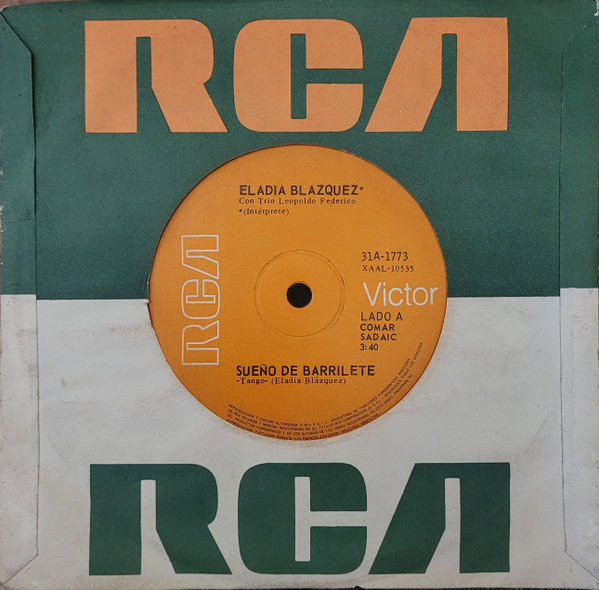 RCA
ELADIA BLAZQUEZ*
Con Trío Leopoldo Federico
*(Intérprete)
31A-1773
XAAL-10535
RCA
Victor
LADO A
COMAR
SADAIC
3:40
SUEÑO DE BARRILETE
-Tango- (Eladia Blázquez)
RCA